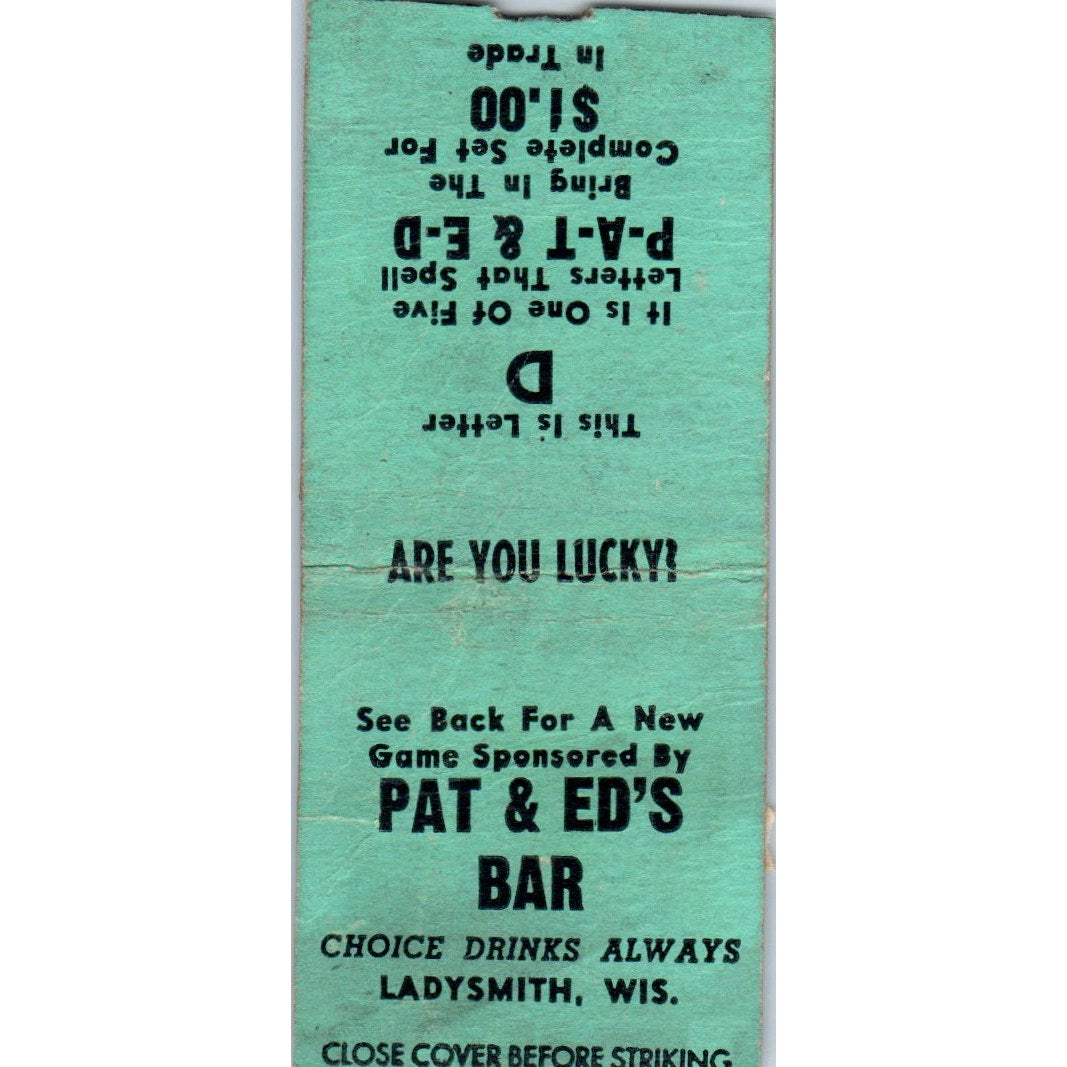 ARE YOU LUCKY?
See Back For A New
Game Sponsored By
PAT & ED'S
BAR
CHOICE DRINKS ALWAYS
LADYSMITH, WIS.
CLOSE COVER BEFORE STRIKING
This Is Letter
D
It Is One Of Five
Letters That Spell
P-A-T & E-D
Bring In The
Complete Set For
$1.00
In Trade